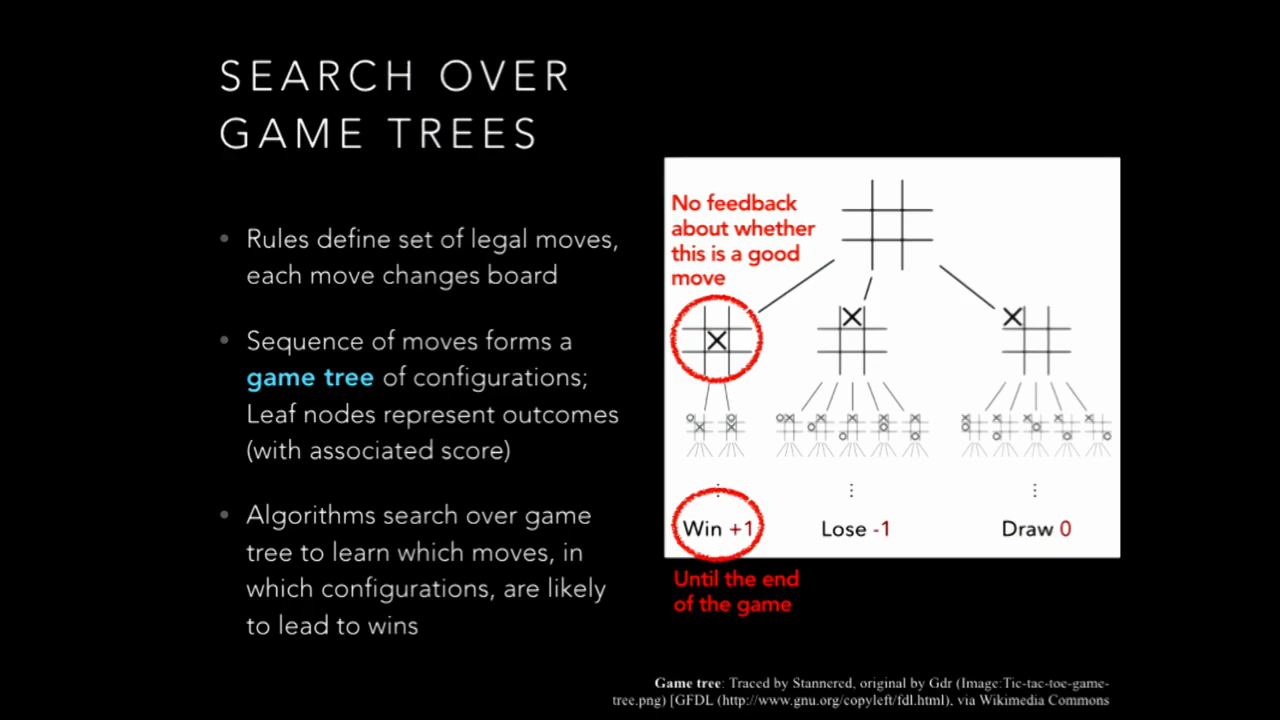 SEARCH OVER
GAME TREES
• Rules define set of legal moves,
each move changes board
• Sequence of moves forms a
game tree of configurations;
Leaf nodes represent outcomes
(with associated score)
• Algorithms search over game
tree to learn which moves, in
which configurations, are likely
to lead to wins
No feedback
about whether
this is a good
move
Win +1
Lose -1
Draw 0
Until the end
of the game
Game tree: Traced by Stannered, original by Gdr (Image:Tic-tac-toe-game-
tree.png) [GFDL (http://www.gnu.org/copyleft/fdl.html), via Wikimedia Commons